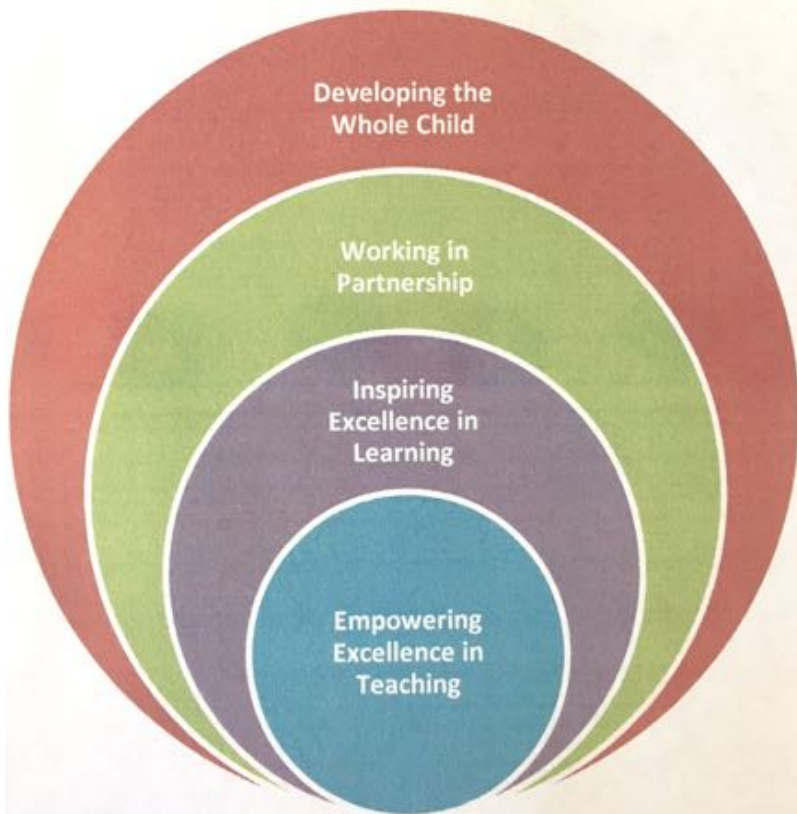 Developing the
Whole Child
Working in
Partnership
Inspiring
Excellence in
Learning
Empowering
Excellence in
Teaching